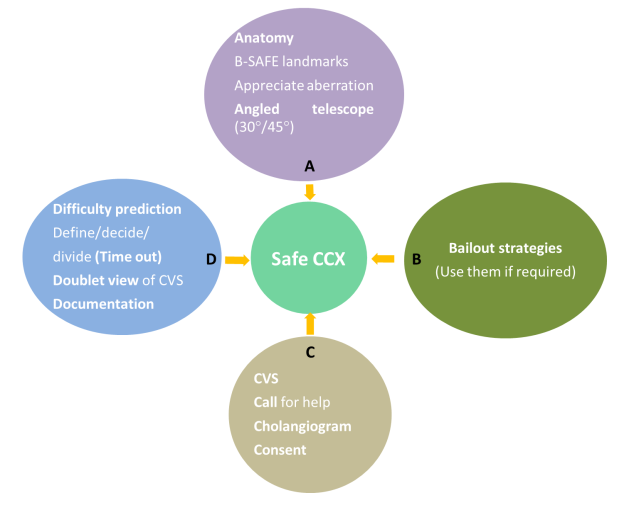 Anatomy
B-SAFE landmarks
Appreciate aberration
Angled telescope
(30°/45°)
A
Difficulty prediction
Define/decide/
divide (Time out)
Doublet view of CVS
Documentation
D
Safe CCX
B
Bailout strategies
(Use them if required)
C
CVS
Call for help
Cholangiogram
Consent